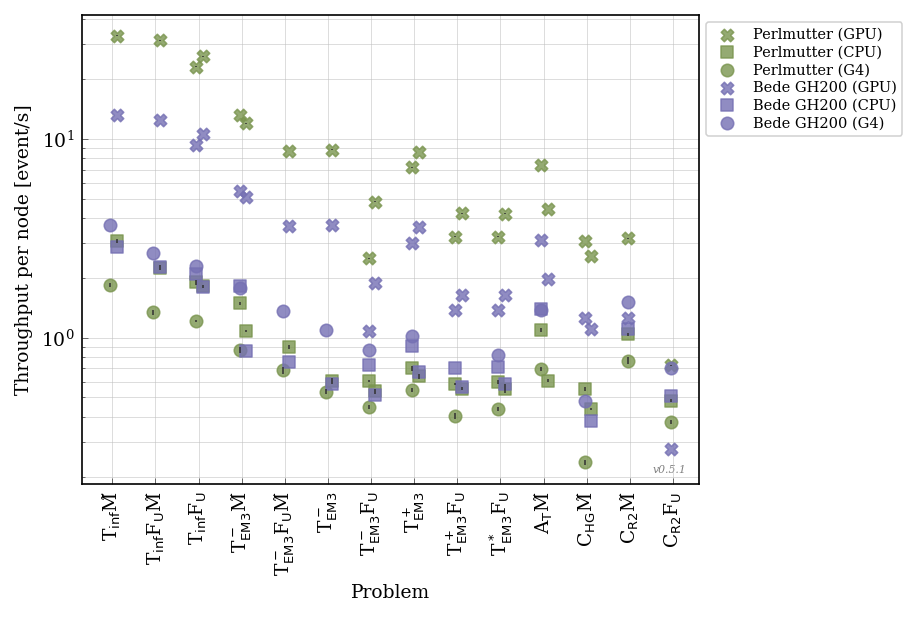 Perlmutter (GPU)
Perlmutter (CPU)
Perlmutter (G4)
Bede GH200 (GPU)
Bede GH200 (CPU)
Bede GH200 (G4)
Throughput per node [event/s]
10¹
10⁰
v0.5.1
T_inf M
T_inf F_U M
T_inf F_U
T⁻_EM3 M
T⁻_EM3 F_U M
T⁻_EM3
T⁻_EM3 F_U
T⁺_EM3
T⁺_EM3 F_U
T*_EM3 F_U
A_T M
C_HG M
C_R2 M
C_R2 F_U
Problem